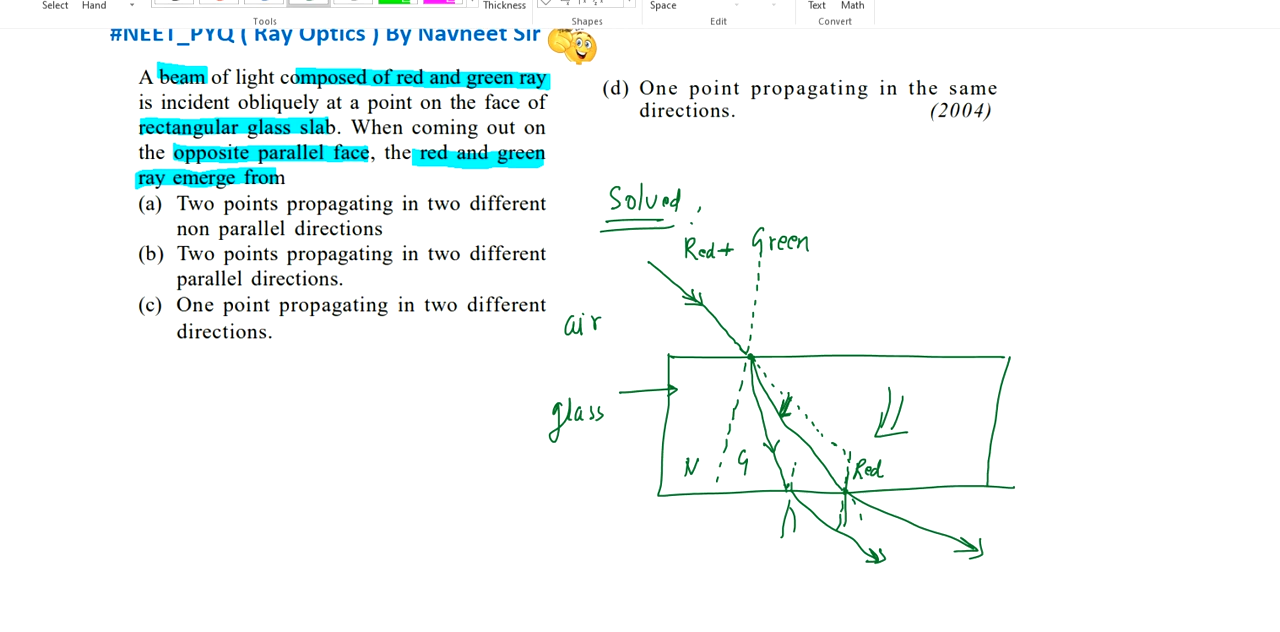 Select Hand Thickness Space Text Math
Tools Shapes Edit Convert
#NEET_PYQ ( Ray Optics ) By Navneet Sir
A beam of light composed of red and green ray
is incident obliquely at a point on the face of
rectangular glass slab. When coming out on
the opposite parallel face, the red and green
ray emerge from
(a) Two points propagating in two different
non parallel directions
(b) Two points propagating in two different
parallel directions.
(c) One point propagating in two different
directions.
(d) One point propagating in the same
directions. (2004)
Solved,
Red + Green
air
glass
N G Red